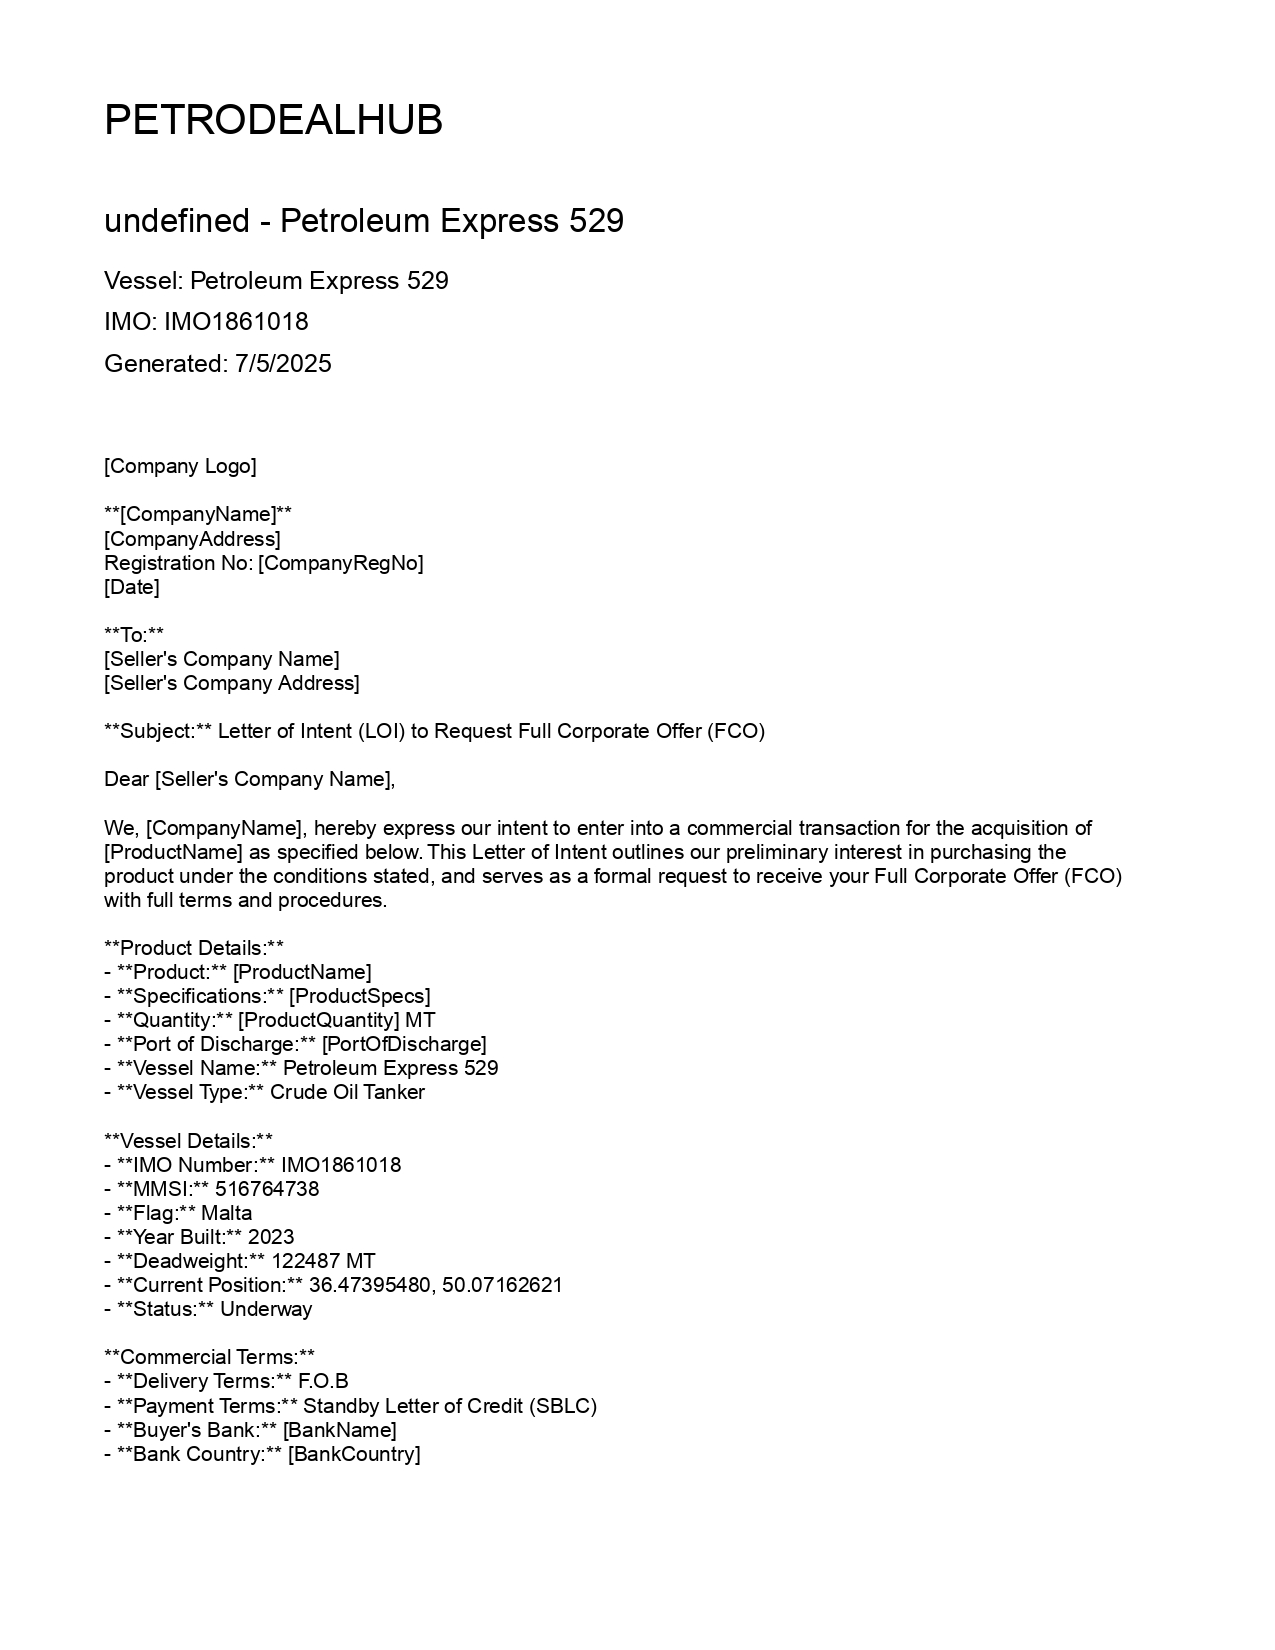 PETRODEALHUB
undefined - Petroleum Express 529
Vessel: Petroleum Express 529
IMO: IMO1861018
Generated: 7/5/2025
[Company Logo]
**[CompanyName]**
[CompanyAddress]
Registration No: [CompanyRegNo]
[Date]
**To:**
[Seller's Company Name]
[Seller's Company Address]
**Subject:** Letter of Intent (LOI) to Request Full Corporate Offer (FCO)
Dear [Seller's Company Name],
We, [CompanyName], hereby express our intent to enter into a commercial transaction for the acquisition of
[ProductName] as specified below. This Letter of Intent outlines our preliminary interest in purchasing the
product under the conditions stated, and serves as a formal request to receive your Full Corporate Offer (FCO)
with full terms and procedures.
**Product Details:**
- **Product:** [ProductName]
- **Specifications:** [ProductSpecs]
- **Quantity:** [ProductQuantity] MT
- **Port of Discharge:** [PortOfDischarge]
- **Vessel Name:** Petroleum Express 529
- **Vessel Type:** Crude Oil Tanker
**Vessel Details:**
- **IMO Number:** IMO1861018
- **MMSI:** 516764738
- **Flag:** Malta
- **Year Built:** 2023
- **Deadweight:** 122487 MT
- **Current Position:** 36.47395480, 50.07162621
- **Status:** Underway
**Commercial Terms:**
- **Delivery Terms:** F.O.B
- **Payment Terms:** Standby Letter of Credit (SBLC)
- **Buyer's Bank:** [BankName]
- **Bank Country:** [BankCountry]